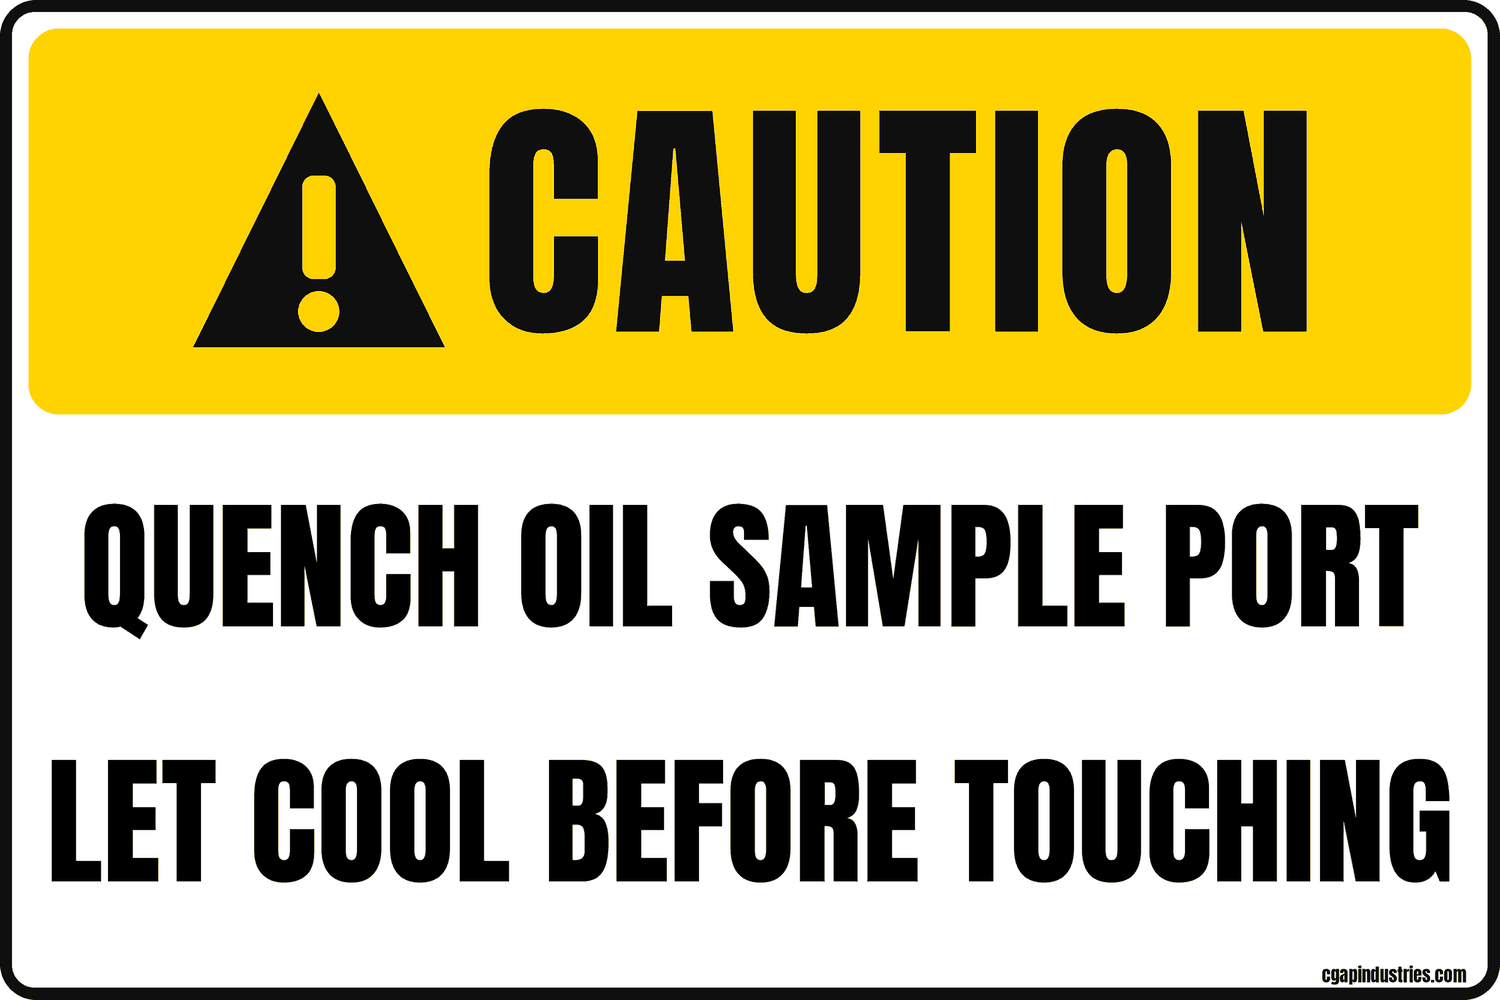 CAUTION
QUENCH OIL SAMPLE PORT
LET COOL BEFORE TOUCHING
cgapindustries.com